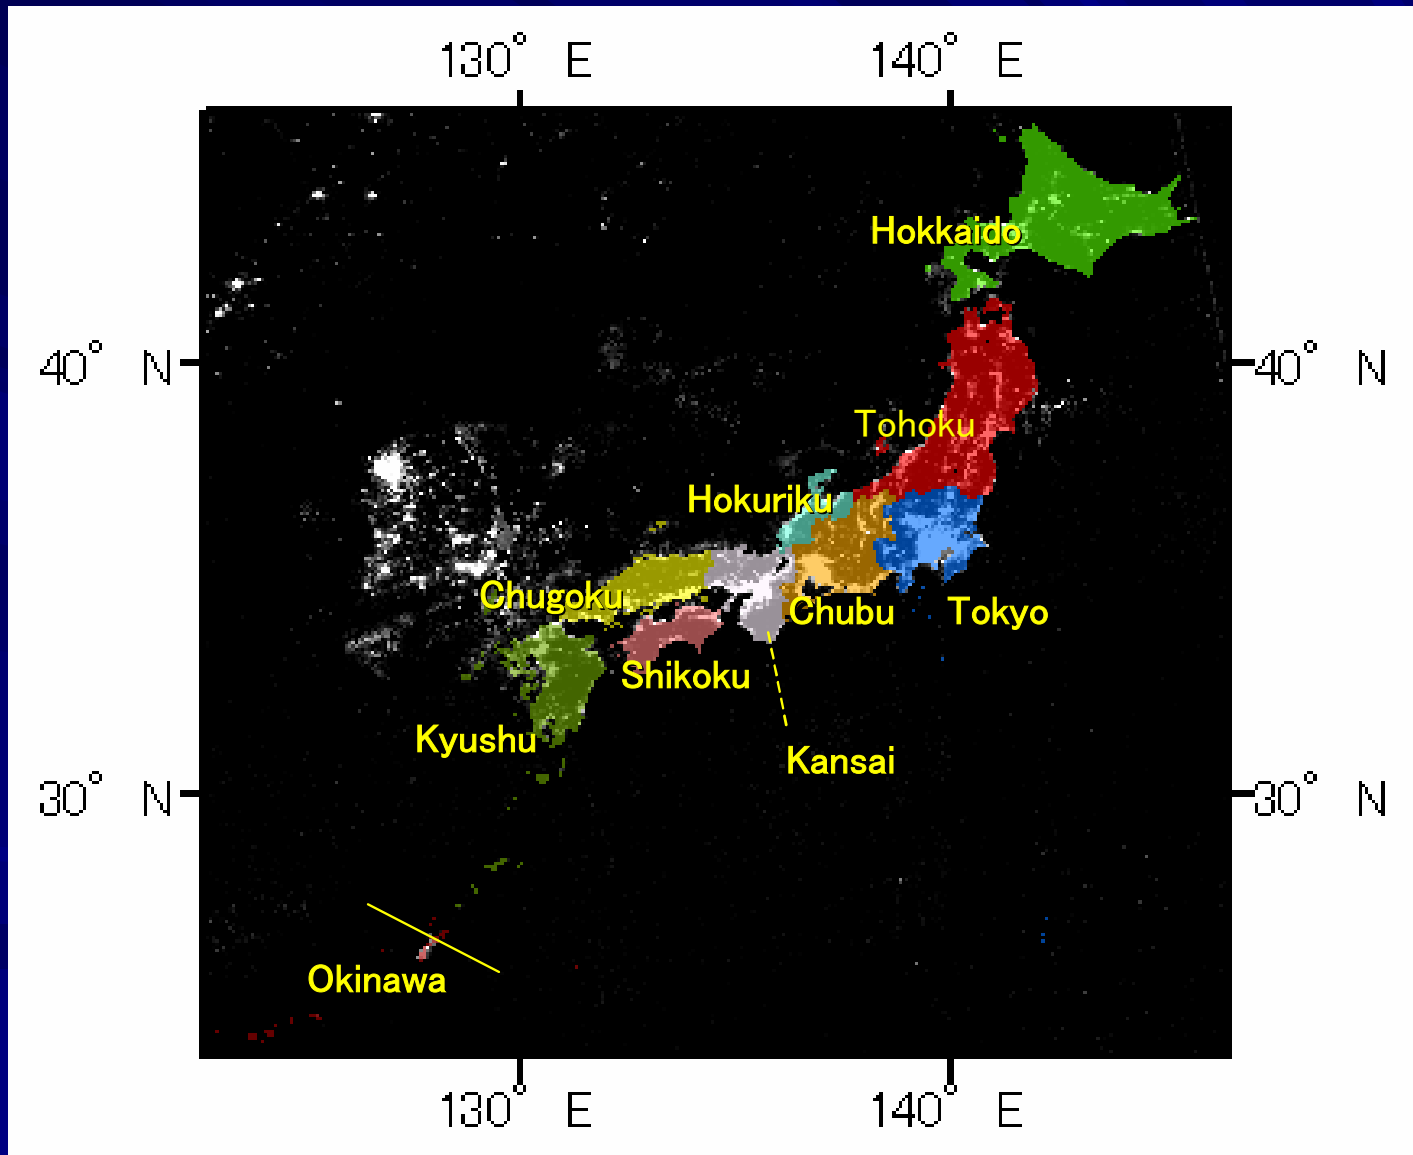 130° E 140° E
Hokkaido
40° N 40° N
Tohoku
Hokuriku
Chugoku
Chubu Tokyo
Shikoku
Kyushu
Kansai
30° N 30° N
Okinawa
130° E 140° E